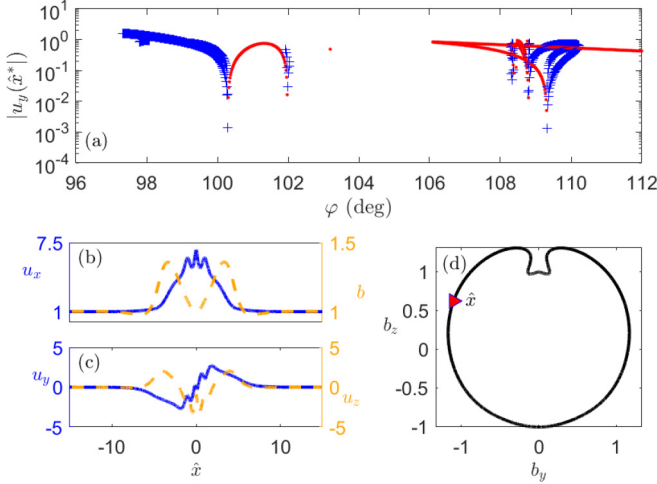 10^1
10^0
10^-1
10^-2
10^-3
10^-4
|u_y(x̂*|)
(a)
96 98 100 102 104 106 108 110 112
φ (deg)
7.5 (b) 1.5
u_x b
1 1
5 (c) 5
u_y 0 0 u_z
-5 -5
-10 0 10
x̂
(d)
1
0.5
b_z
0
-0.5
-1
x̂
-1 0 1
b_y